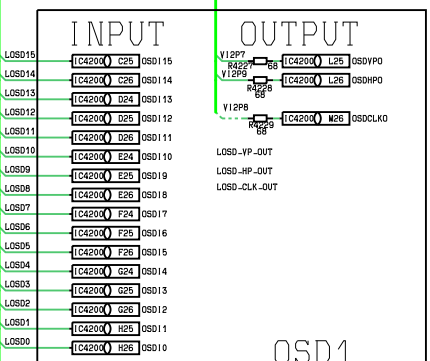 INPUT OUTPUT
LOSD15 IC4200 C25 OSDI15
LOSD14 IC4200 C26 OSDI14
LOSD13 IC4200 D24 OSDI13
LOSD12 IC4200 D25 OSDI12
LOSD11 IC4200 D26 OSDI11
LOSD10 IC4200 E24 OSDI10
LOSD9 IC4200 E25 OSDI9
LOSD8 IC4200 E26 OSDI8
LOSD7 IC4200 F24 OSDI7
LOSD6 IC4200 F25 OSDI6
LOSD5 IC4200 F26 OSDI5
LOSD4 IC4200 G24 OSDI4
LOSD3 IC4200 G25 OSDI3
LOSD2 IC4200 G26 OSDI2
LOSD1 IC4200 H25 OSDI1
LOSD0 IC4200 H26 OSDI0
VI2P7
R4227 68 IC4200 L25 OSDVPO
VI2P9
R4228 IC4200 L26 OSDHPO
68
VI2P8
R4229 IC4200 M26 OSDCLKO
68
LOSD-VP-OUT
LOSD-HP-OUT
LOSD-CLK-OUT
OSD1